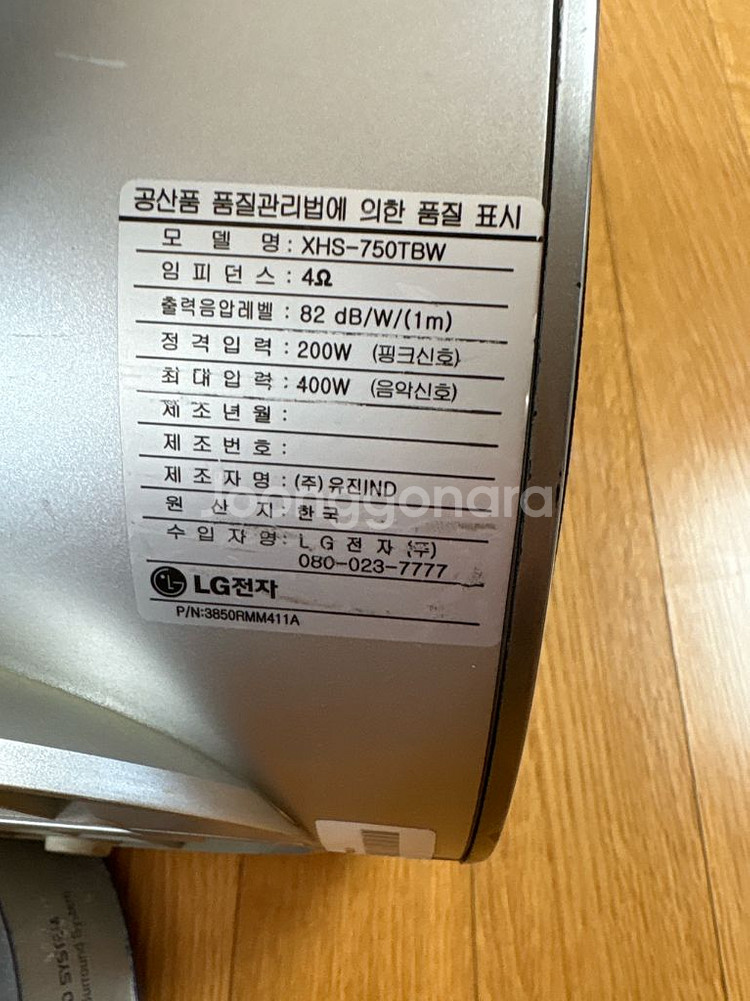 공산품 품질관리법에 의한 품질 표시
모 델 명 : XHS-750TBW
임 피 던 스 : 4Ω
출력음압레벨 : 82 dB/W/(1m)
정 격 입 력 : 200W (핑크신호)
최 대 입 력 : 400W (음악신호)
제 조 년 월 :
제 조 번 호 :
제 조 자 명 : (주)유진IND
원 산 지 : 한국
수 입 자 명 : L G 전 자 (주)
080-023-7777
LG전자
P/N:3850RMM411A
Joonggonara